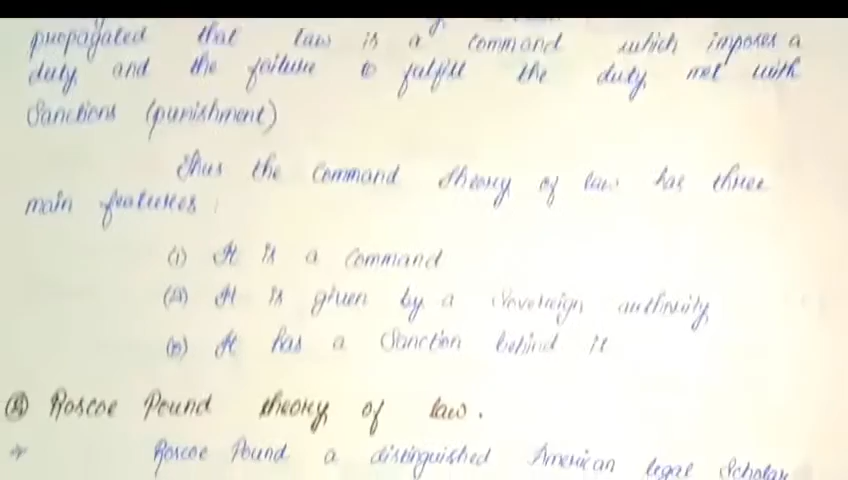 propagated that law is a command which imposes a
duty and the failure to fulfill the duty met with
Sanctions (punishment)
Thus the Command theory of law has three
main features :
(i) It is a command
It is given by a Sovereign authority
It has a Sanction behind it
Roscoe Pound theory of law.
Roscoe Pound a distinguished American legal Scholar